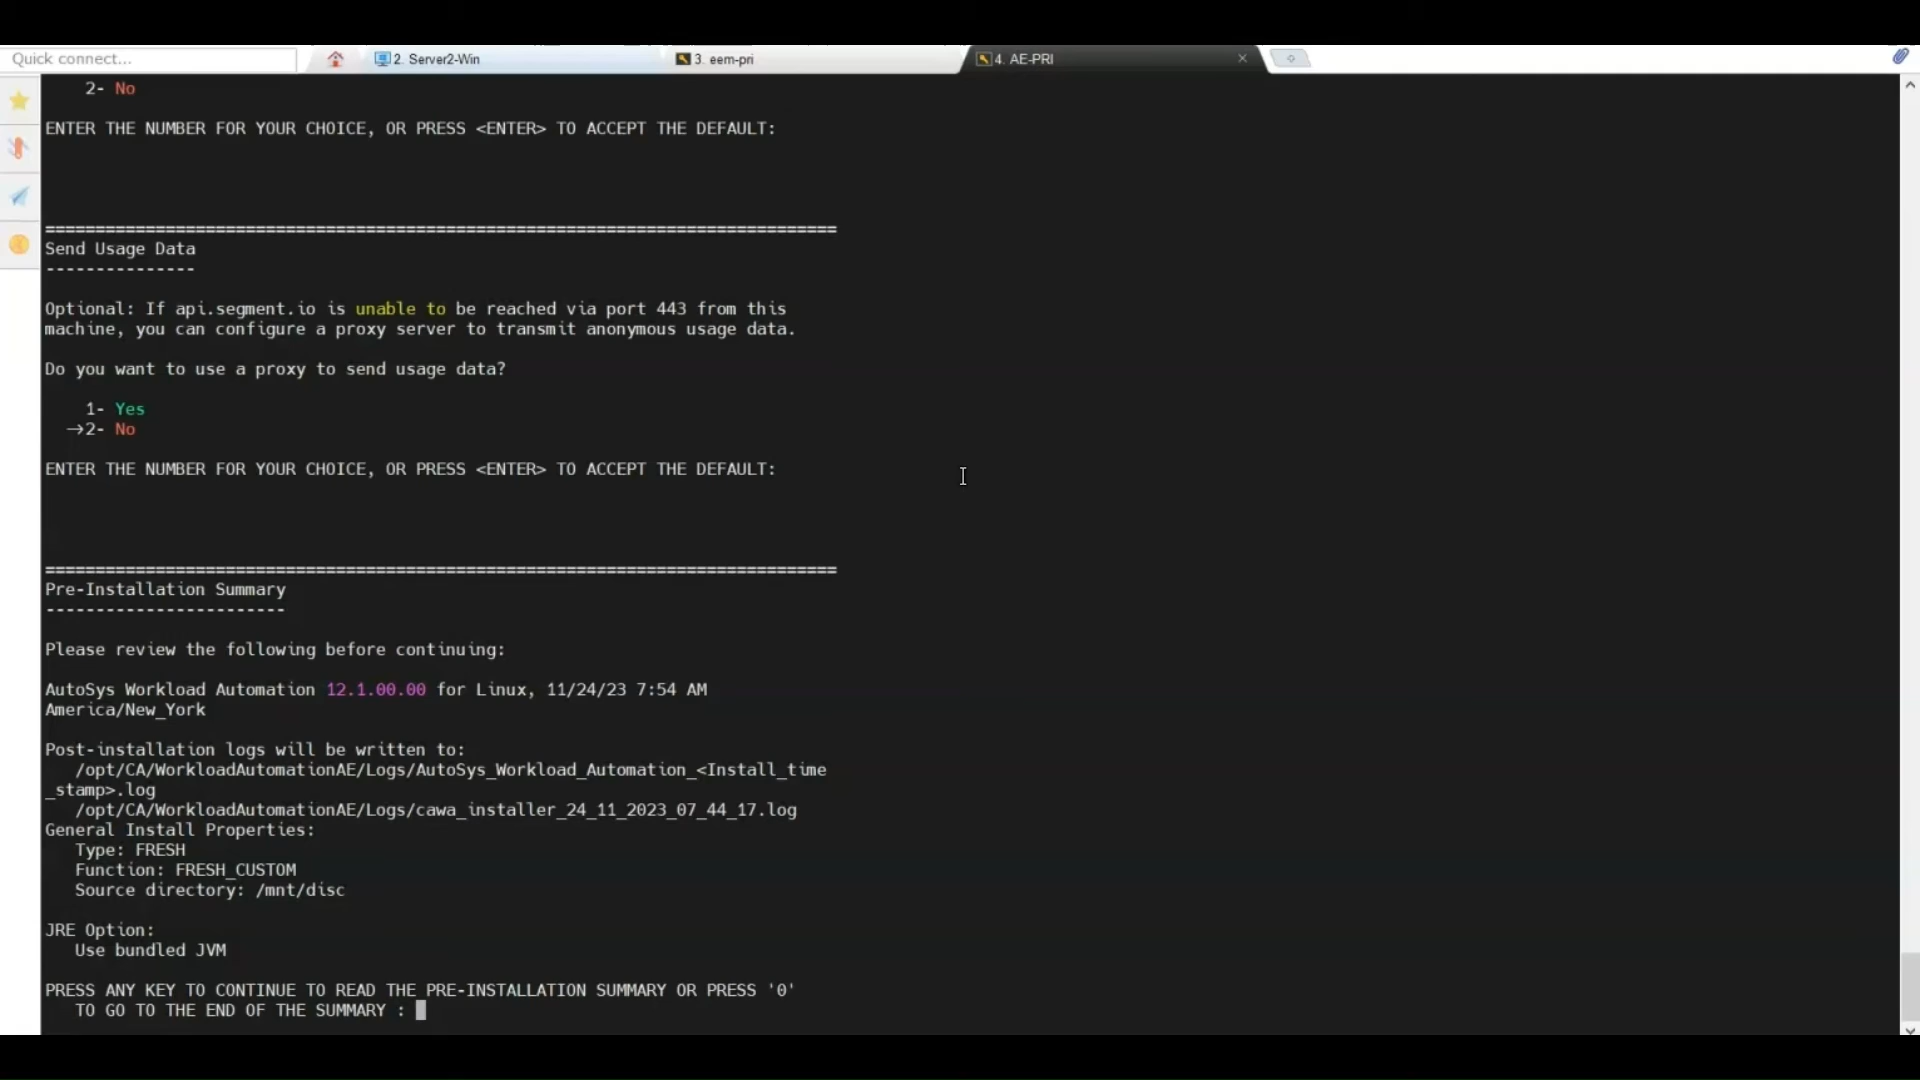 Quick connect...
2. Server2-Win
3. eem-pri
4. AE-PRI
2- No
ENTER THE NUMBER FOR YOUR CHOICE, OR PRESS <ENTER> TO ACCEPT THE DEFAULT:
===============================================================================
Send Usage Data
---------------
Optional: If api.segment.io is unable to be reached via port 443 from this
machine, you can configure a proxy server to transmit anonymous usage data.
Do you want to use a proxy to send usage data?
1- Yes
→2- No
ENTER THE NUMBER FOR YOUR CHOICE, OR PRESS <ENTER> TO ACCEPT THE DEFAULT:
===============================================================================
Pre-Installation Summary
------------------------
Please review the following before continuing:
AutoSys Workload Automation 12.1.00.00 for Linux, 11/24/23 7:54 AM
America/New_York
Post-installation logs will be written to:
/opt/CA/WorkloadAutomationAE/Logs/AutoSys_Workload_Automation_<Install_time
_stamp>.log
/opt/CA/WorkloadAutomationAE/Logs/cawa_installer_24_11_2023_07_44_17.log
General Install Properties:
Type: FRESH
Function: FRESH_CUSTOM
Source directory: /mnt/disc
JRE Option:
Use bundled JVM
PRESS ANY KEY TO CONTINUE TO READ THE PRE-INSTALLATION SUMMARY OR PRESS '0'
TO GO TO THE END OF THE SUMMARY :